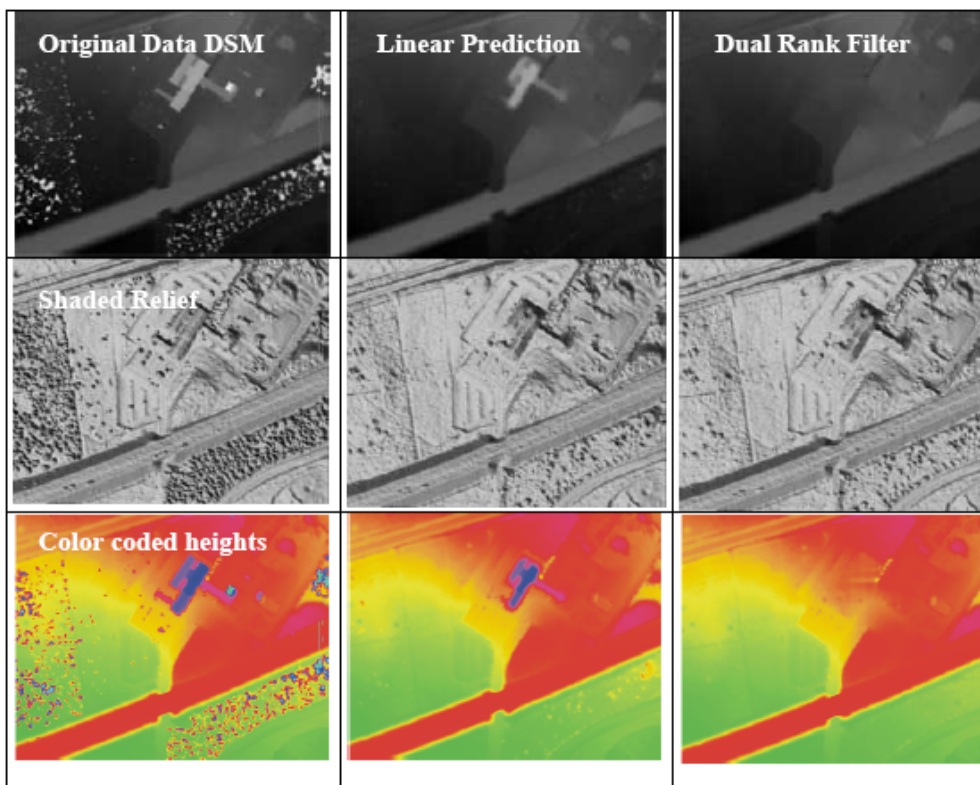 Original Data DSM
Linear Prediction
Dual Rank Filter
Shaded Relief
Color coded heights